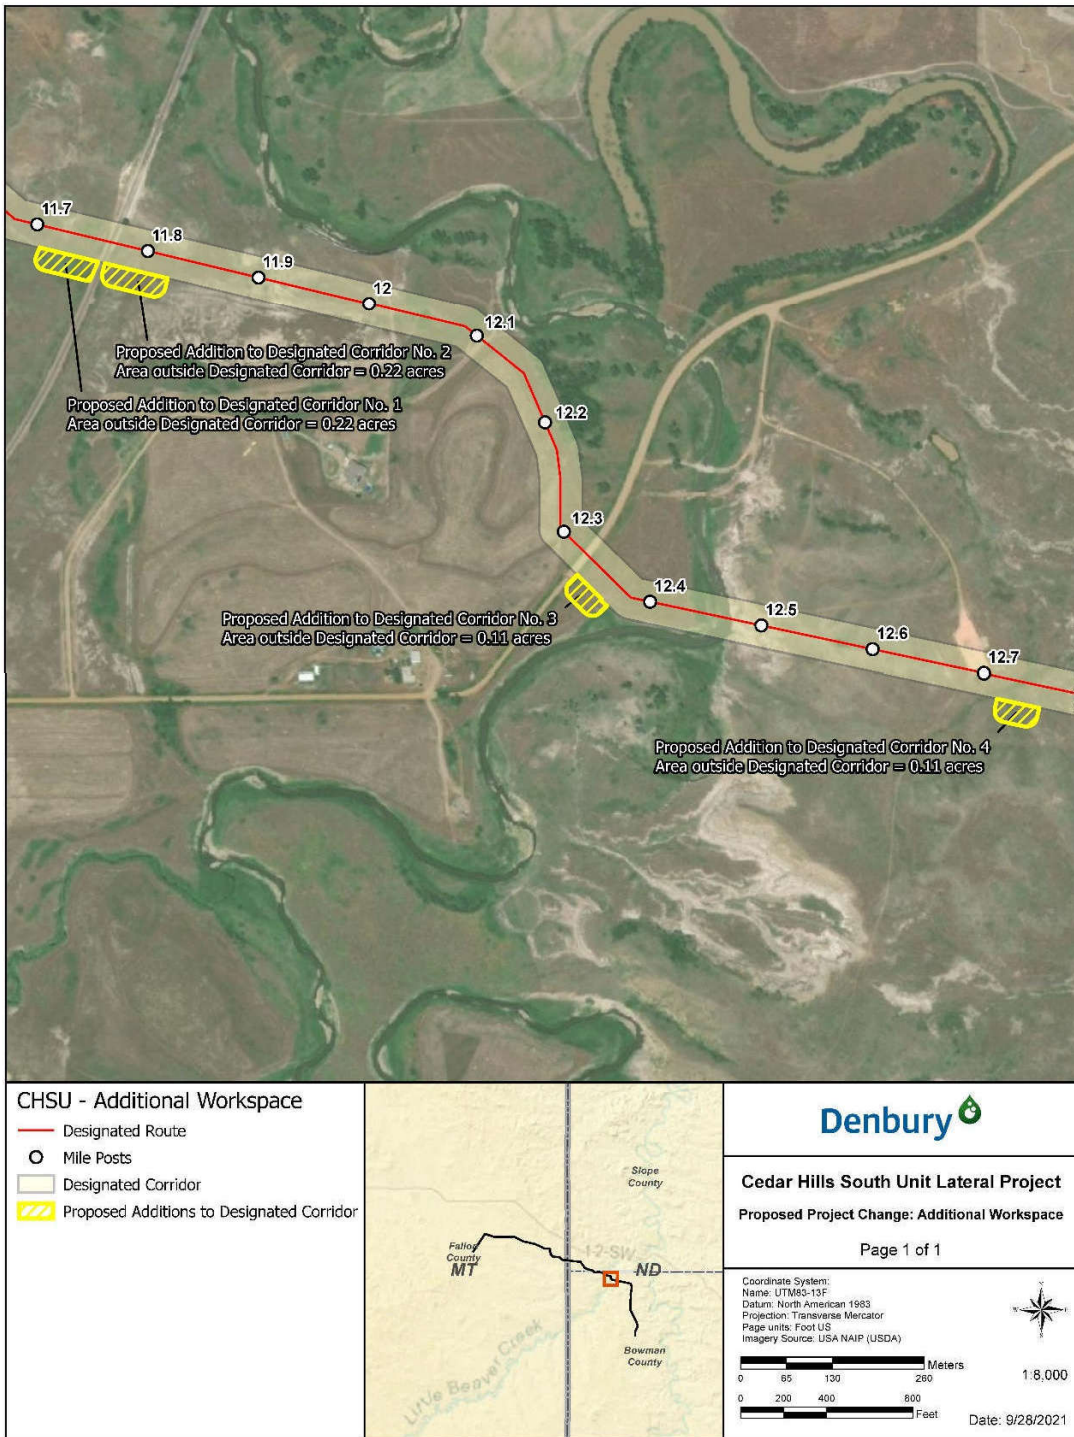 11.7
11.8
11.9
12
12.1
12.2
12.3
12.4
12.5
12.6
12.7
Proposed Addition to Designated Corridor No. 2
Area outside Designated Corridor = 0.22 acres
Proposed Addition to Designated Corridor No. 1
Area outside Designated Corridor = 0.22 acres
Proposed Addition to Designated Corridor No. 3
Area outside Designated Corridor = 0.11 acres
Proposed Addition to Designated Corridor No. 4
Area outside Designated Corridor = 0.11 acres
CHSU - Additional Workspace
Designated Route
Mile Posts
Designated Corridor
Proposed Additions to Designated Corridor
Slope
County
Fallon
County
MT
12-SW
ND
Bowman
County
Little Beaver Creek
Denbury
Cedar Hills South Unit Lateral Project
Proposed Project Change: Additional Workspace
Page 1 of 1
Coordinate System:
Name: UTM83-13F
Datum: North American 1983
Projection: Transverse Mercator
Page units: Foot US
Imagery Source: USA NAIP (USDA)
N
W E
S
Meters
0 65 130 260
1:8,000
0 200 400 800
Feet
Date: 9/28/2021